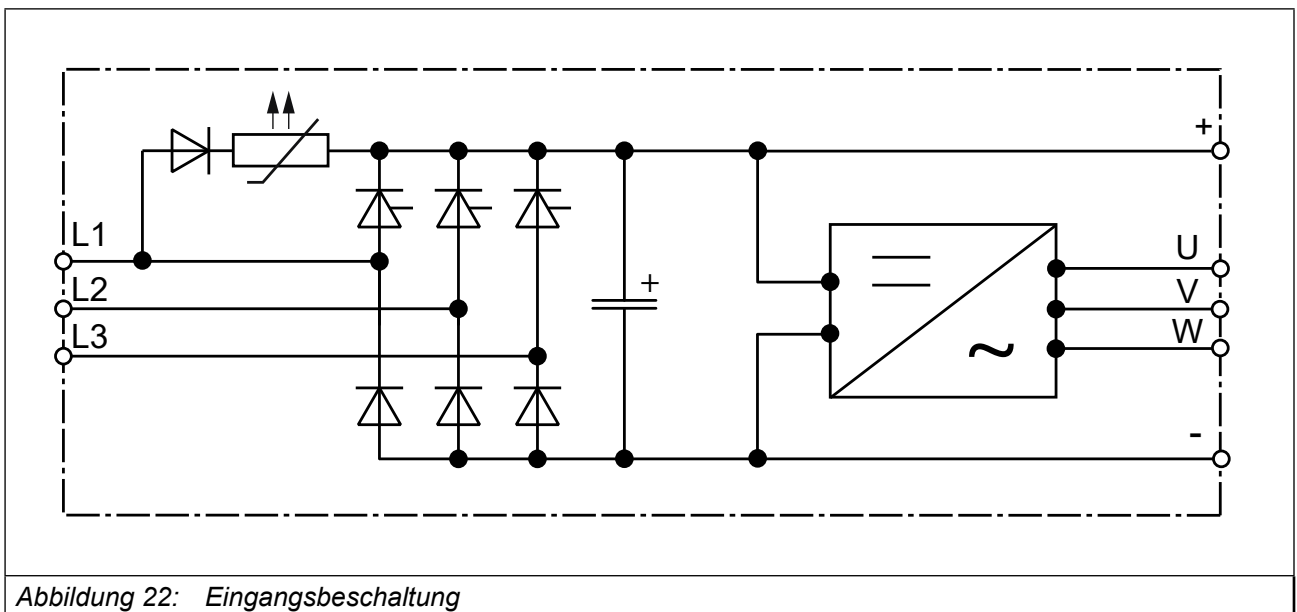 +
L1
L2
L3
+
U
V
W
~
-
Abbildung 22: Eingangsbeschaltung